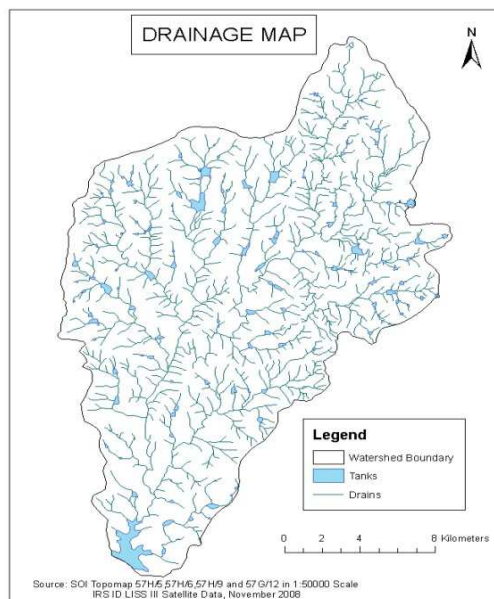 DRAINAGE MAP
N
Legend
Watershed Boundary
Tanks
Drains
0 2 4 8 Kilometers
Source: SOI Topomap 57H/5,57H/6,57H/9 and 57G/12 in 1:50000 Scale
IRS ID LISS III Satellite Data, November 2008